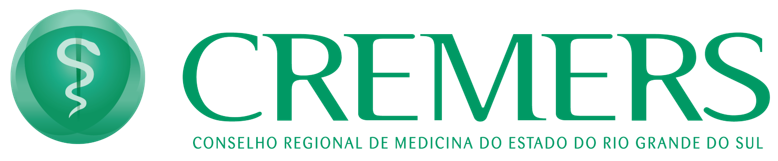 CREMERS
CONSELHO REGIONAL DE MEDICINA DO ESTADO DO RIO GRANDE DO SUL